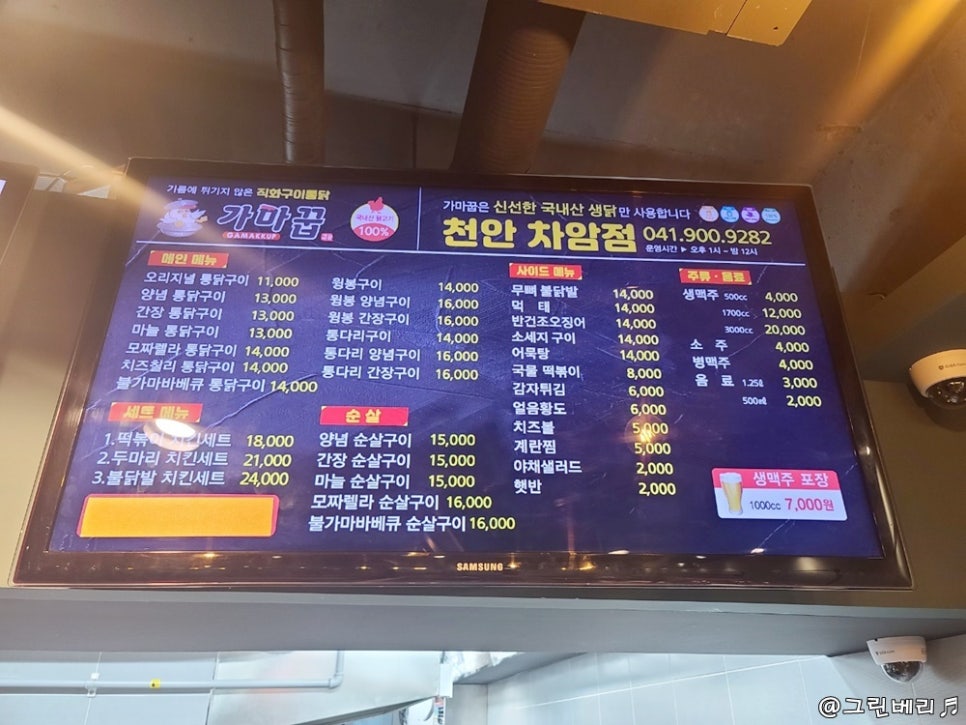 기름에 튀기지 않은 직화구이통닭
가마꿉
GAMAKKUP
국내산 닭고기
100%
가마꿉은 신선한 국내산 생닭만 사용합니다
천안 차암점 041.900.9282
운영시간 ▶ 오후 1시 ~ 밤 12시
메인 메뉴
오리지널 통닭구이 11,000
양념 통닭구이 13,000
간장 통닭구이 13,000
마늘 통닭구이 13,000
모짜렐라 통닭구이 14,000
치즈칠리 통닭구이 14,000
불가마바베큐 통닭구이 14,000
윙봉구이 14,000
윙봉 양념구이 16,000
윙봉 간장구이 16,000
통다리구이 14,000
통다리 양념구이 16,000
통다리 간장구이 16,000
세트 메뉴
1.떡볶이 치킨세트 18,000
2.두마리 치킨세트 21,000
3.불닭발 치킨세트 24,000
순 살
양념 순살구이 15,000
간장 순살구이 15,000
마늘 순살구이 15,000
모짜렐라 순살구이 16,000
불가마바베큐 순살구이 16,000
사이드 메뉴
무뼈 불닭발 14,000
먹 태 14,000
반건조오징어 14,000
소세지 구이 14,000
어묵탕 14,000
국물 떡볶이 8,000
감자튀김 6,000
얼음황도 6,000
치즈볼 5,000
계란찜 5,000
야채샐러드 2,000
햇반 2,000
주류 · 음료
생맥주 500cc 4,000
1700cc 12,000
3000cc 20,000
소 주 4,000
병맥주 4,000
음 료 1.25ℓ 3,000
500㎖ 2,000
생맥주 포장
1000cc 7,000원
SAMSUNG
@그린베리♬